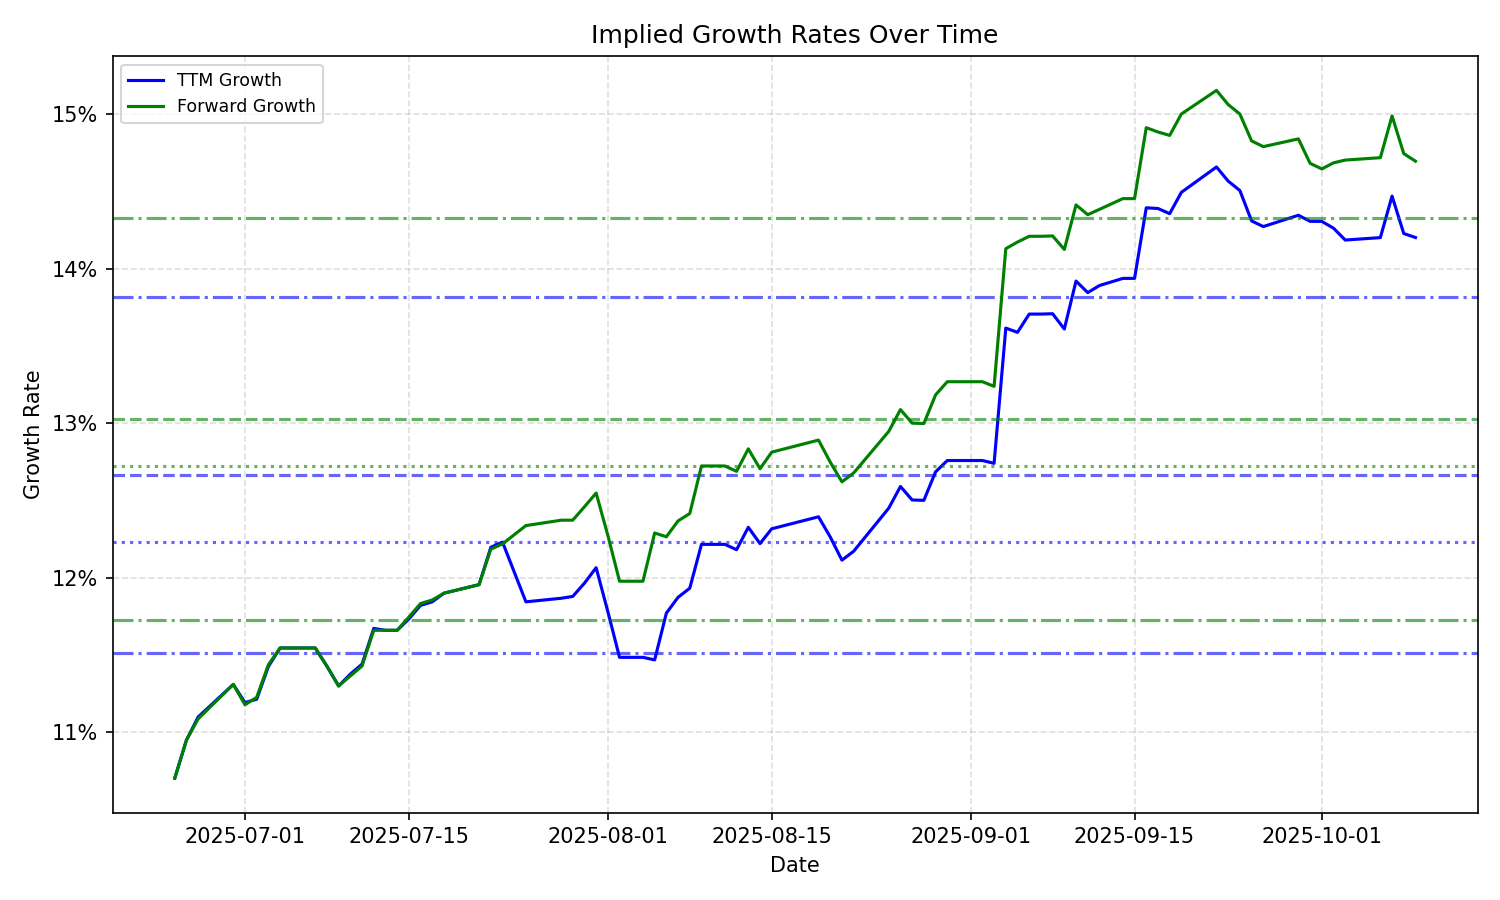 Implied Growth Rates Over Time
TTM Growth
Forward Growth
15%
14%
13%
12%
11%
Growth Rate
2025-07-01
2025-07-15
2025-08-01
2025-08-15
2025-09-01
2025-09-15
2025-10-01
Date